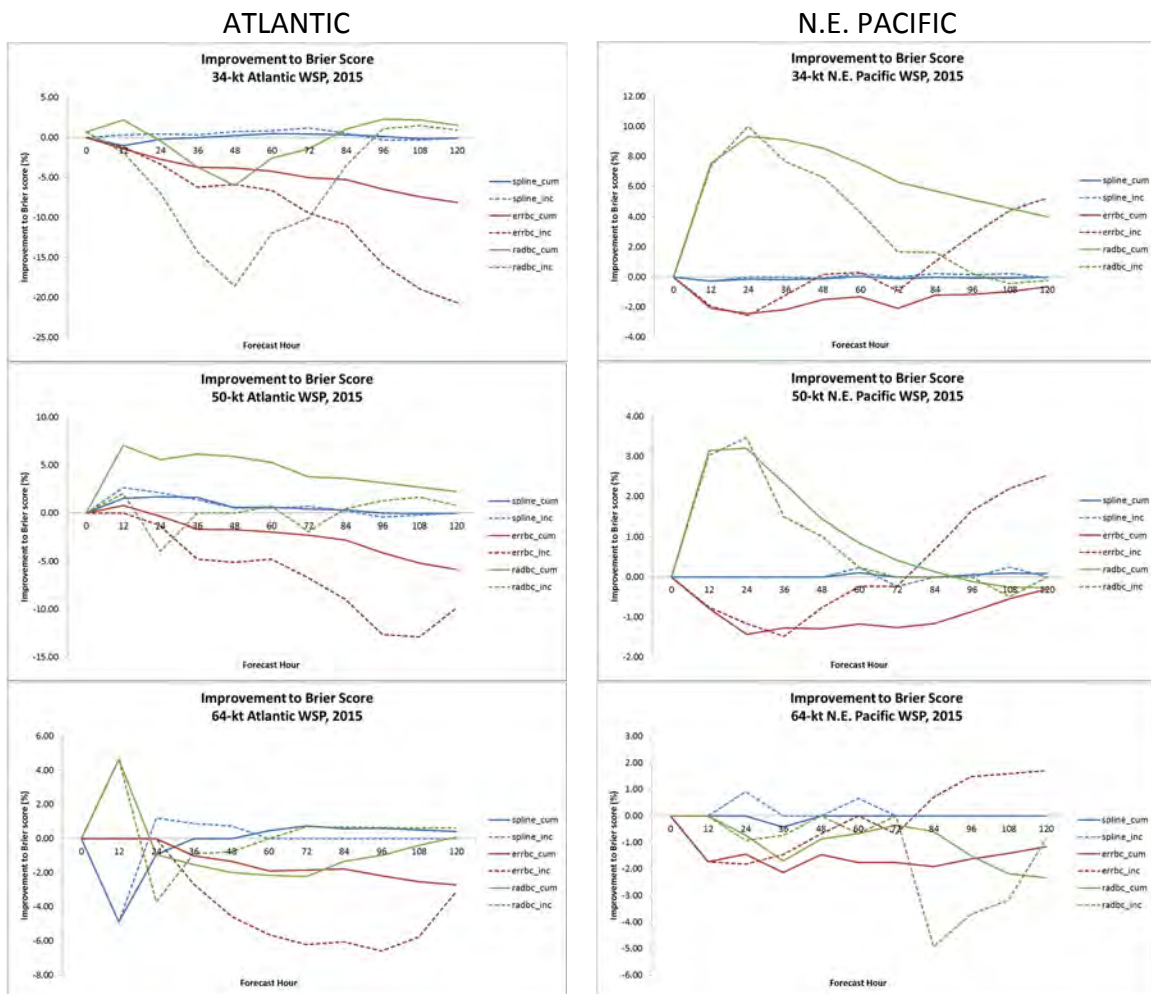 ATLANTIC
N.E. PACIFIC
Improvement to Brier Score
34-kt Atlantic WSP, 2015
Improvement to Brier score (%)
5.00
0.00
-5.00
-10.00
-15.00
-20.00
-25.00
0 12 24 36 48 60 72 84 96 108 120
Forecast Hour
spline_cum
spline_inc
errbc_cum
errbc_inc
radbc_cum
radbc_inc
Improvement to Brier Score
34-kt N.E. Pacific WSP, 2015
Improvement to Brier score (%)
12.00
10.00
8.00
6.00
4.00
2.00
0.00
-2.00
-4.00
0 12 24 36 48 60 72 84 96 108 120
Forecast Hour
spline_cum
spline_inc
errbc_cum
errbc_inc
radbc_cum
radbc_inc
Improvement to Brier Score
50-kt Atlantic WSP, 2015
Improvement to Brier score (%)
10.00
5.00
0.00
-5.00
-10.00
-15.00
0 12 24 36 48 60 72 84 96 108 120
Forecast Hour
spline_cum
spline_inc
errbc_cum
errbc_inc
radbc_cum
radbc_inc
Improvement to Brier Score
50-kt N.E. Pacific WSP, 2015
Improvement to Brier score (%)
4.00
3.00
2.00
1.00
0.00
-1.00
-2.00
0 12 24 36 48 60 72 84 96 108 120
Forecast Hour
spline_cum
spline_inc
errbc_cum
errbc_inc
radbc_cum
radbc_inc
Improvement to Brier Score
64-kt Atlantic WSP, 2015
Improvement to Brier score (%)
6.00
4.00
2.00
0.00
-2.00
-4.00
-6.00
-8.00
0 12 24 36 48 60 72 84 96 108 120
Forecast Hour
spline_cum
spline_inc
errbc_cum
errbc_inc
radbc_cum
radbc_inc
Improvement to Brier Score
64-kt N.E. Pacific WSP, 2015
Improvement to Brier score (%)
3.00
2.00
1.00
0.00
-1.00
-2.00
-3.00
-4.00
-5.00
-6.00
0 12 24 36 48 60 72 84 96 108 120
Forecast Hour
spline_cum
spline_inc
errbc_cum
errbc_inc
radbc_cum
radbc_inc